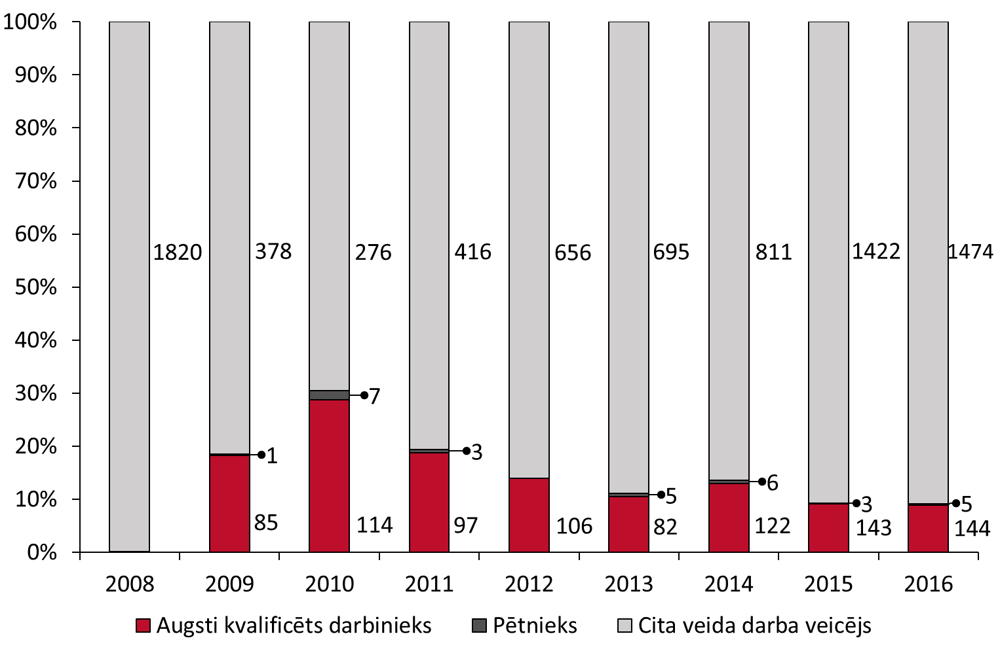 100%
90%
80%
70%
60%
50%
40%
30%
20%
10%
0%
1820 378 276 416 656 695 811 1422 1474
1 7 3 5 6 3 5
85 114 97 106 82 122 143 144
2008 2009 2010 2011 2012 2013 2014 2015 2016
Augsti kvalificēts darbinieks Pētnieks Cita veida darba veicējs